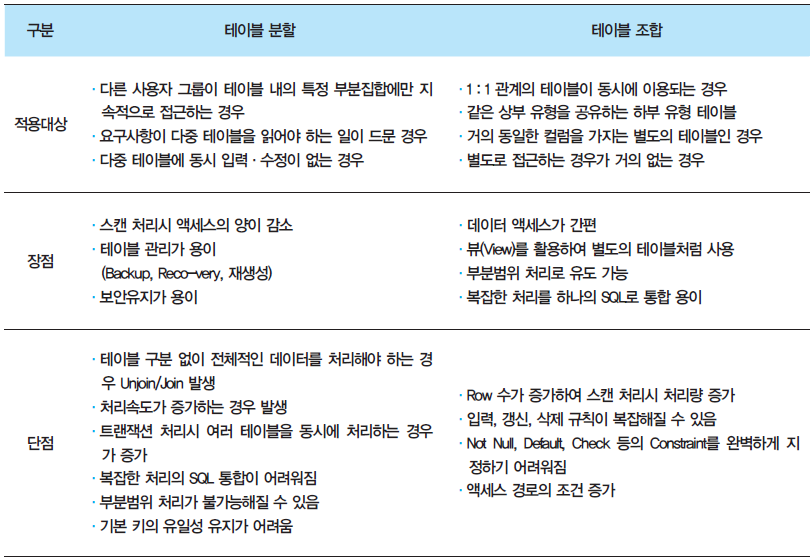 구분
테이블 분할
테이블 조합
적용대상
· 다른 사용자 그룹이 테이블 내의 특정 부분집합에만 지
속적으로 접근하는 경우
· 요구사항이 다중 테이블을 읽어야 하는 일이 드문 경우
· 다중 테이블에 동시 입력 · 수정이 없는 경우
· 1 : 1 관계의 테이블이 동시에 이용되는 경우
· 같은 상부 유형을 공유하는 하부 유형 테이블
· 거의 동일한 컬럼을 가지는 별도의 테이블인 경우
· 별도로 접근하는 경우가 거의 없는 경우
장점
· 스캔 처리시 액세스의 양이 감소
· 테이블 관리가 용이
(Backup, Reco-very, 재생성)
· 보안유지가 용이
· 데이터 액세스가 간편
· 뷰(View)를 활용하여 별도의 테이블처럼 사용
· 부분범위 처리로 유도 가능
· 복잡한 처리를 하나의 SQL로 통합 용이
단점
· 테이블 구분 없이 전체적인 데이터를 처리해야 하는 경
우 Unjoin/Join 발생
· 처리속도가 증가하는 경우 발생
· 트랜잭션 처리시 여러 테이블을 동시에 처리하는 경우
가 증가
· 복잡한 처리의 SQL 통합이 어려워짐
· 부분범위 처리가 불가능해질 수 있음
· 기본 키의 유일성 유지가 어려움
· Row 수가 증가하여 스캔 처리시 처리량 증가
· 입력, 갱신, 삭제 규칙이 복잡해질 수 있음
· Not Null, Default, Check 등의 Constraint를 완벽하게 지
정하기 어려워짐
· 액세스 경로의 조건 증가